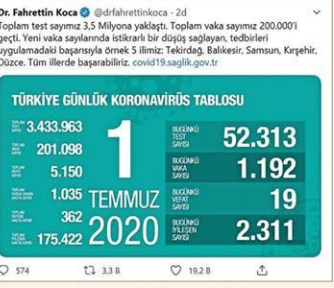 Dr. Fahrettin Koca @drfahrettinkoca · 2d
Toplam test sayımız 3,5 Milyona yaklaştı. Toplam vaka sayımız 200.000'i
geçti. Yeni vaka sayılarında istikrarlı bir düşüş sağlayan, tedbirleri
uygulamadaki başarısıyla örnek 5 ilimiz: Tekirdağ, Balıkesir, Samsun, Kırşehir,
Düzce. Tüm illerde başarabiliriz. covid19.saglik.gov.tr
TÜRKİYE GÜNLÜK KORONAVİRÜS TABLOSU
3.433.963
201.098
5.150
1.035
362
175.422
1
TEMMUZ
2020
BUGÜNKÜ
TEST
SAYISI
52.313
BUGÜNKÜ
VAKA
SAYISI
1.192
BUGÜNKÜ
VEFAT
SAYISI
19
BUGÜNKÜ
İYİLEŞEN
SAYISI
2.311
574
3,3 B
19,2 B